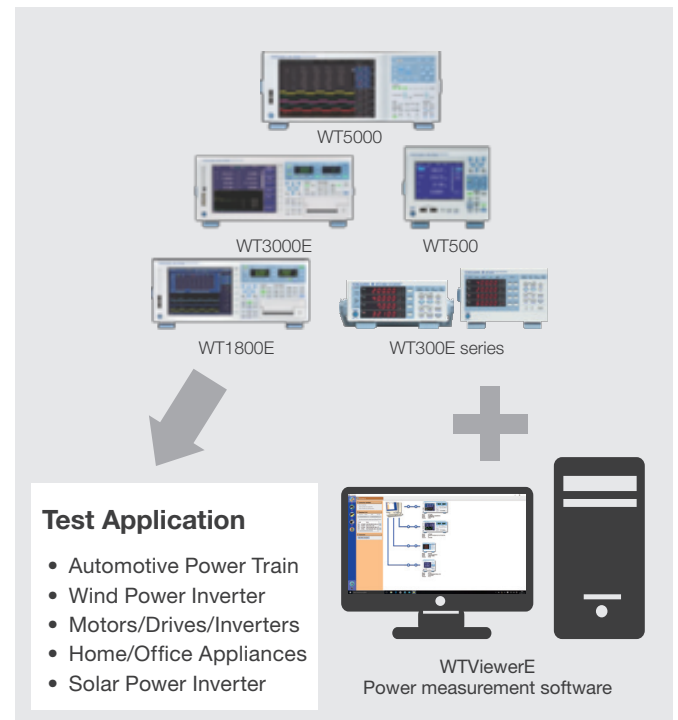 WT5000
WT3000E
WT500
WT1800E
WT300E series
Test Application
• Automotive Power Train
• Wind Power Inverter
• Motors/Drives/Inverters
• Home/Office Appliances
• Solar Power Inverter
WTViewerE
Power measurement software